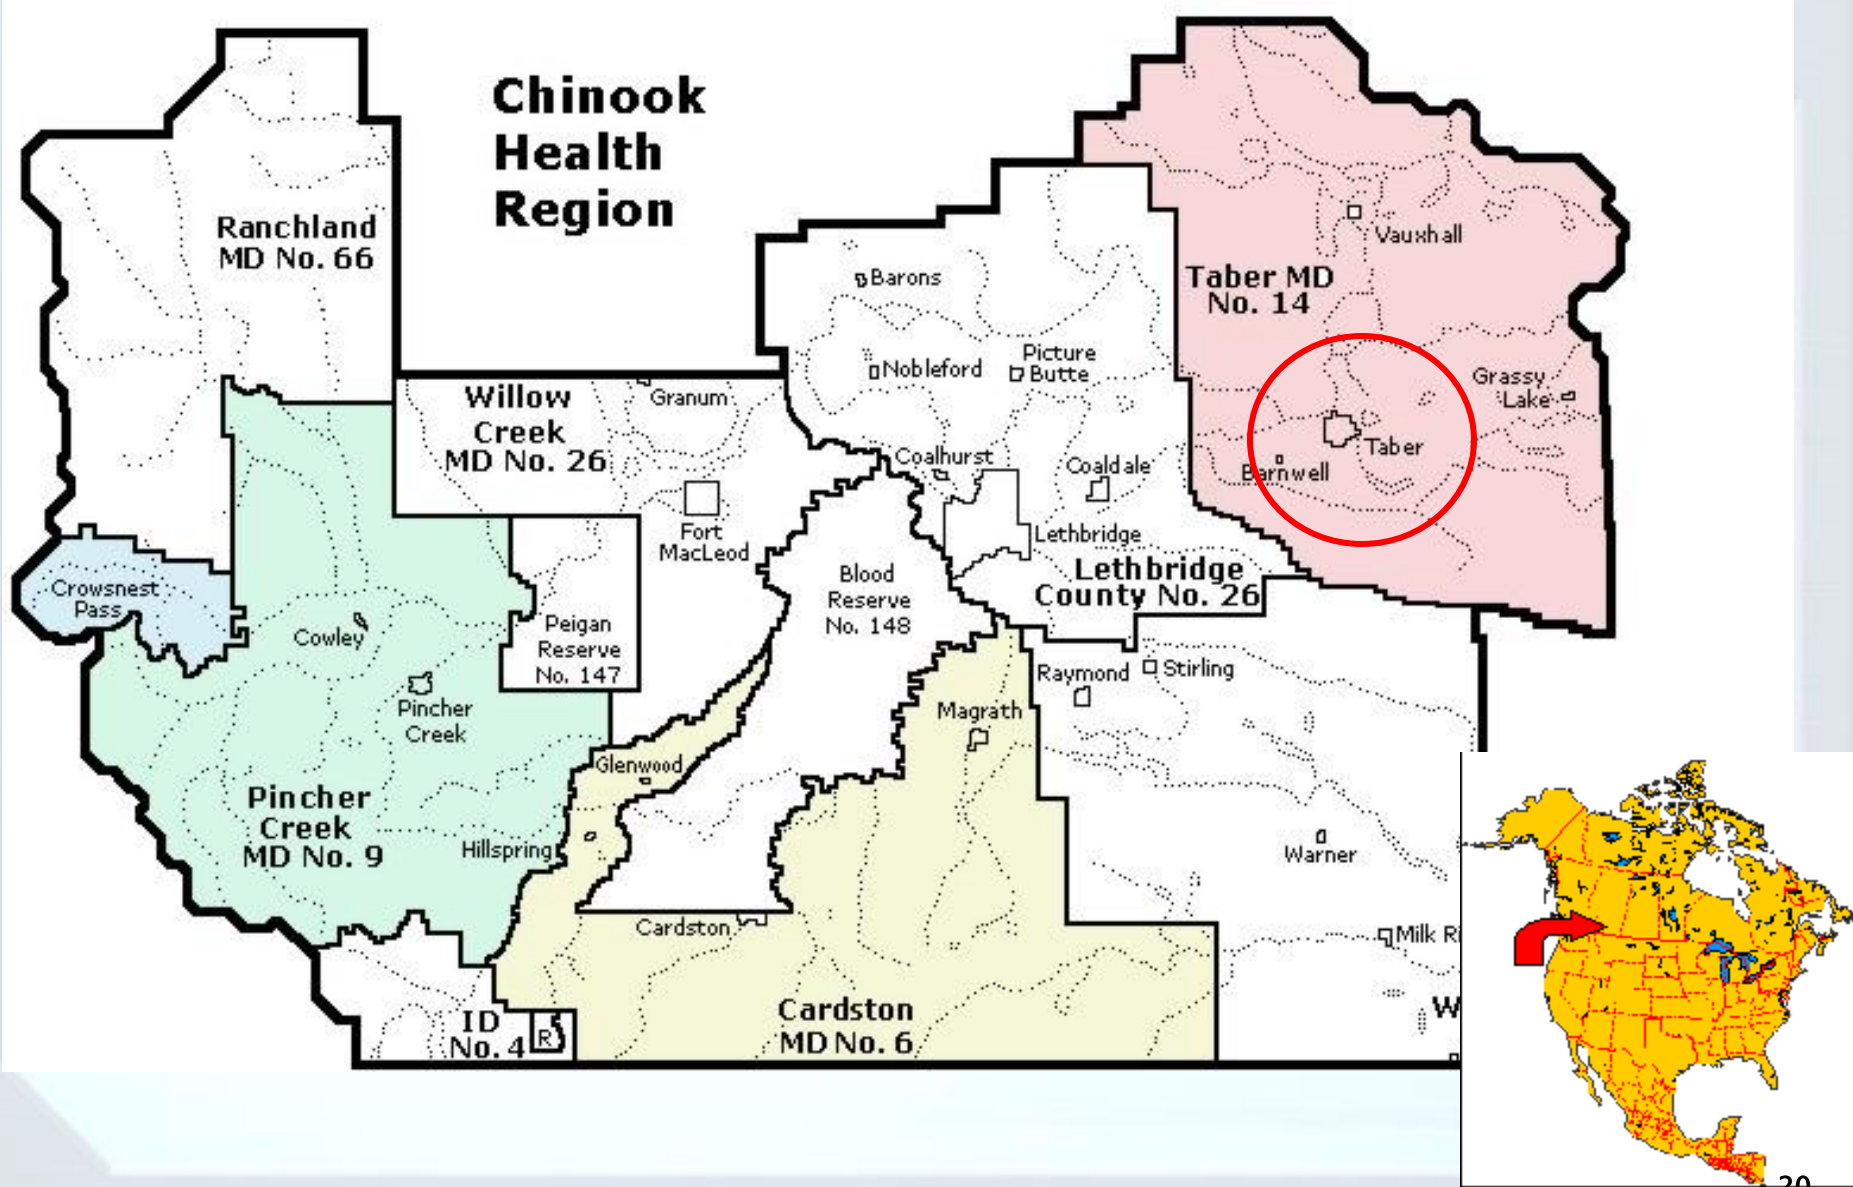 Chinook
Health
Region
Ranchland
MD No. 66
Vauxhall
Taber MD
No. 14
Barons
Nobleford
Picture
Butte
Grassy
Lake
Willow
Creek
MD No. 26
Granum
Taber
Barnwell
Coalhurst
Coaldale
Fort
MacLeod
Lethbridge
Lethbridge
County No. 26
Blood
Reserve
No. 148
Crowsnest
Pass
Cowley
Peigan
Reserve
No. 147
Pincher
Creek
Raymond
Stirling
Magrath
Glenwood
Pincher
Creek
MD No. 9
Hillspring
Warner
Cardston
Milk Ri
Cardston
MD No. 6
ID
No. 4
R
W
20